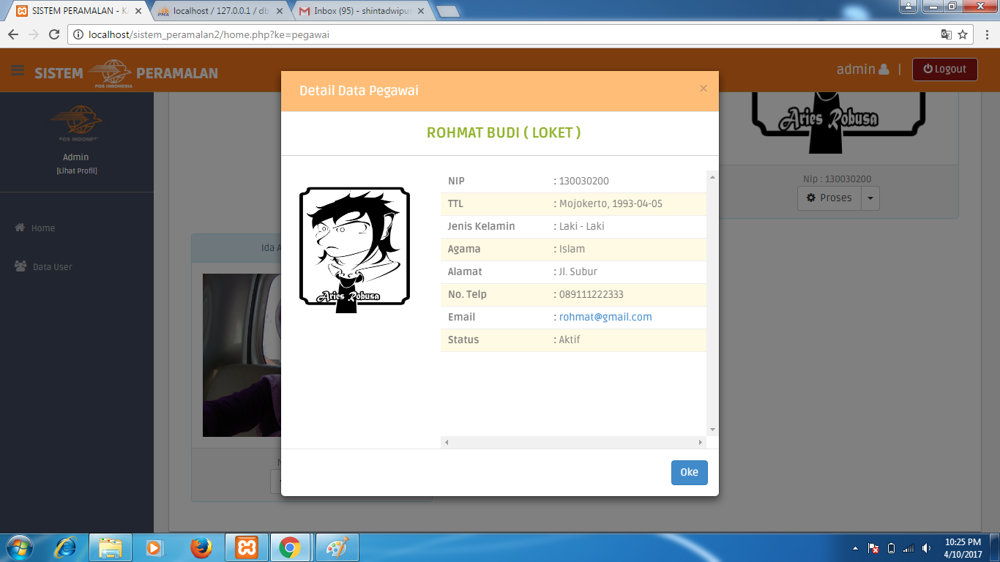 SISTEM PERAMALAN - K
localhost / 127.0.0.1 / db
Inbox (95) - shintadwipus
localhost/sistem_peramalan2/home.php?ke=pegawai
SISTEM PERAMALAN
POS INDONESIA
admin | Logout
Detail Data Pegawai ×
ROHMAT BUDI ( LOKET )
NIP : 130030200
TTL : Mojokerto, 1993-04-05
Jenis Kelamin : Laki - Laki
Agama : Islam
Alamat : Jl. Subur
No. Telp : 089111222333
Email : rohmat@gmail.com
Status : Aktif
Aries Robusa
Oke
POS INDONE
Admin
[Lihat Profil]
Home
Data User
Aries Robusa
Nip : 130030200
Proses
Ida A
N
10:25 PM
4/10/2017